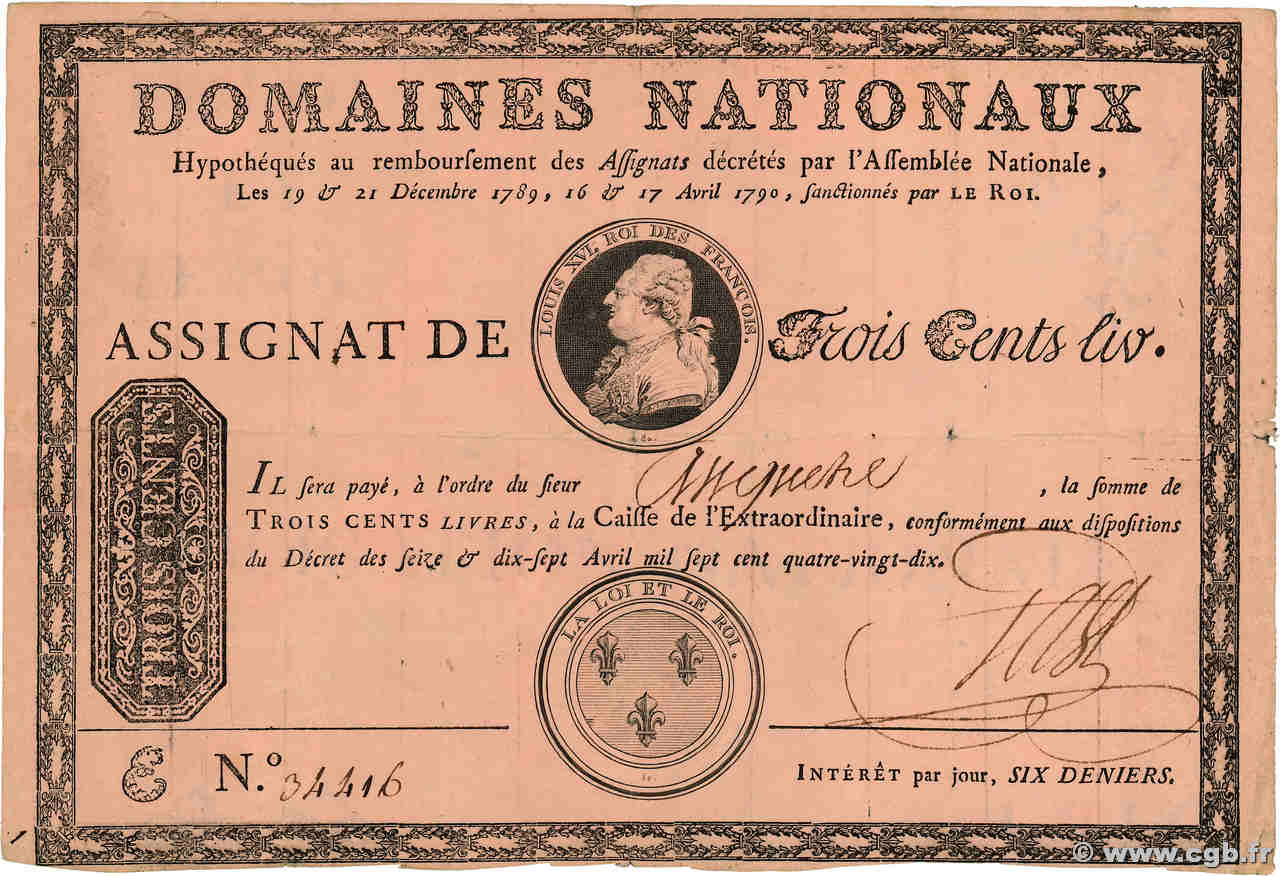 DOMAINES NATIONAUX
Hypothéqués au rembourſement des Aſſignats décrétés par l'Aſſemblée Nationale,
Les 19 & 21 Décembre 1789, 16 & 17 Avril 1790, ſanctionnés par LE ROI.
LOUIS XVI. ROI DES FRANÇOIS.
ASSIGNAT DE Trois Cents liv.
TROIS CENTS
IL ſera payé, à l'ordre du ſieur , la ſomme de
TROIS CENTS LIVRES, à la Caiſſe de l'Extraordinaire, conformément aux diſpoſitions
du Décret des ſeize & dix-ſept Avril mil ſept cent quatre-vingt-dix.
LA LOI ET LE ROI.
E N.º 34416
INTÉRÊT par jour, SIX DENIERS.
© www.cgb.fr